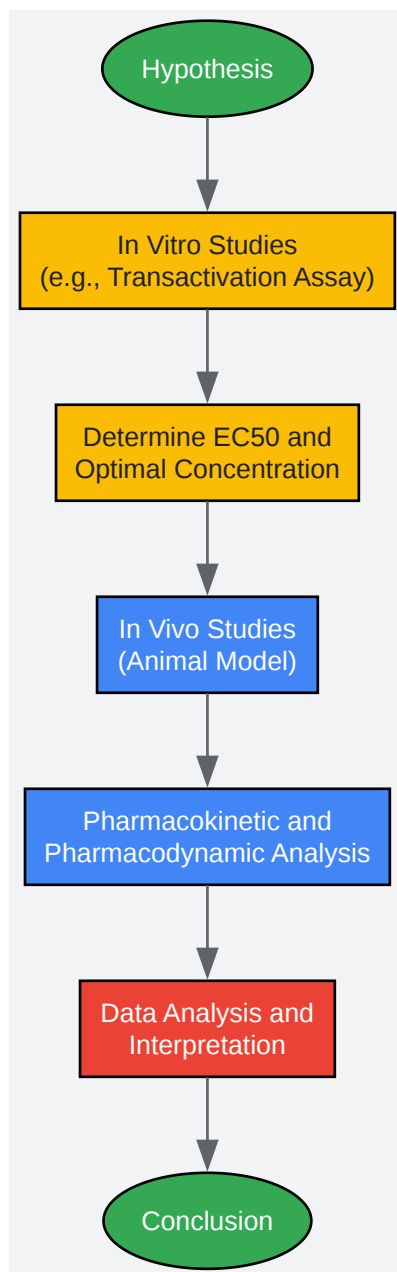 Hypothesis
In Vitro Studies
(e.g., Transactivation Assay)
Determine EC50 and
Optimal Concentration
In Vivo Studies
(Animal Model)
Pharmacokinetic and
Pharmacodynamic Analysis
Data Analysis and
Interpretation
Conclusion